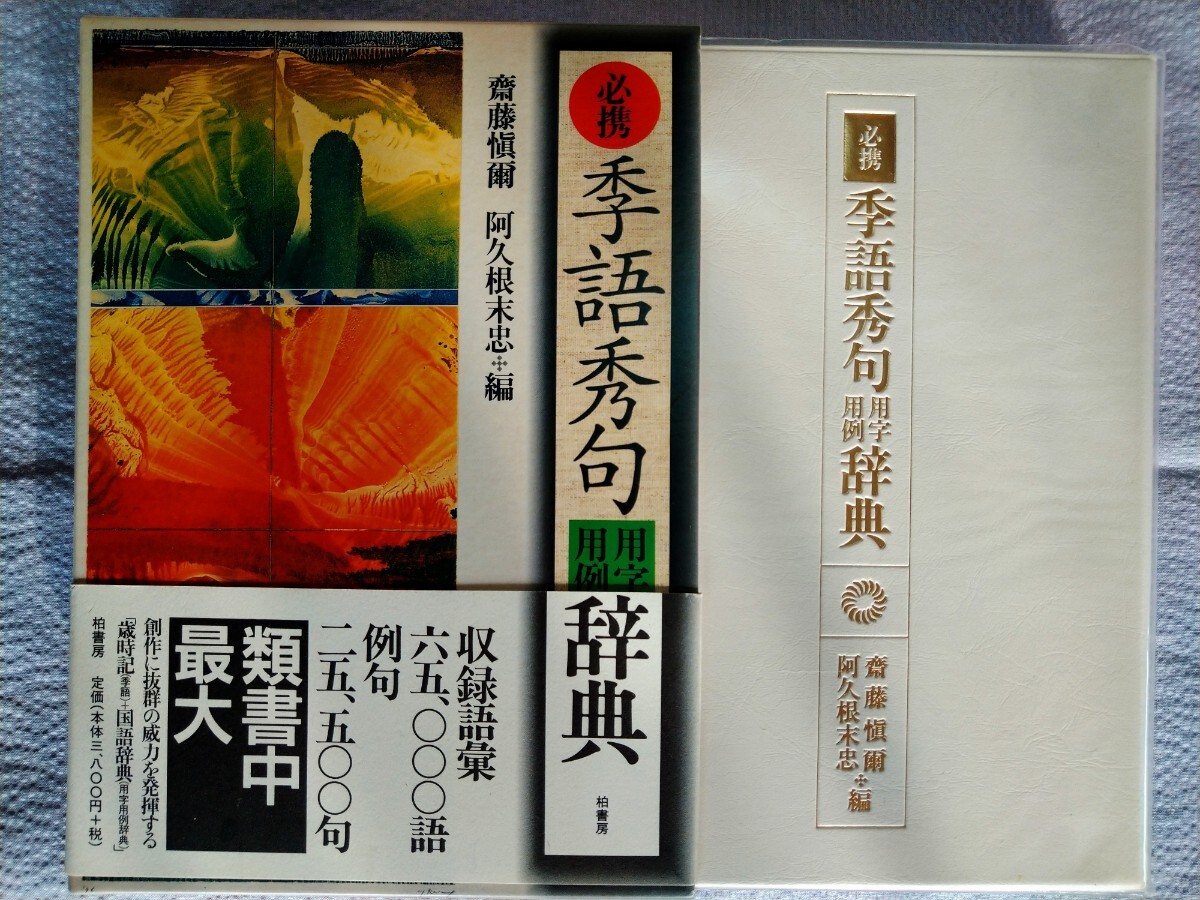 必携
季語秀句
用字
用例
辞典
柏書房
齋藤愼爾 阿久根末忠✣編
収録語彙
六五、〇〇〇語
例句
二五、五〇〇句
類書中
最大
創作に抜群の威力を発揮する
「歳時記(季語)+国語辞典(用字用例辞典)」
柏書房 定価(本体三、八〇〇円+税)
必携
季語秀句
用字
用例
辞典
齋藤愼爾
阿久根末忠✣編